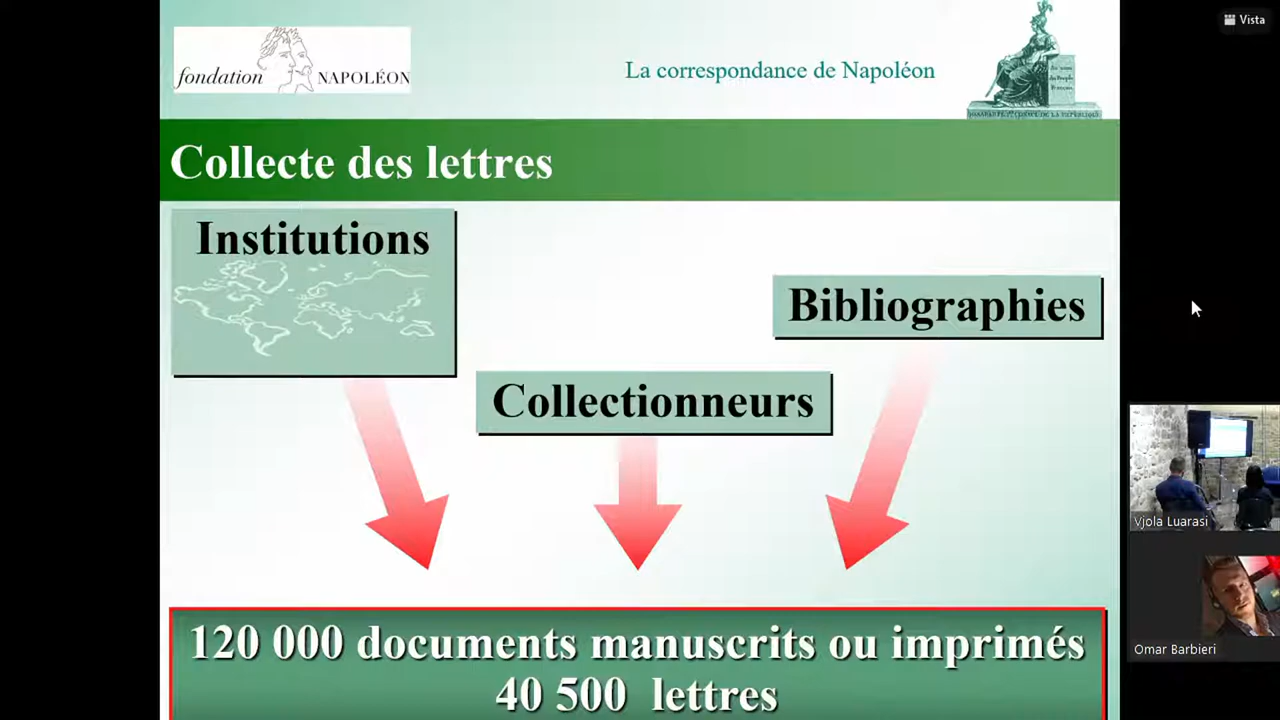 Vista
fondation NAPOLÉON
La correspondance de Napoléon
Collecte des lettres
Institutions
Bibliographies
Collectionneurs
120 000 documents manuscrits ou imprimés
40 500 lettres
Vjola Luarasi
Omar Barbieri